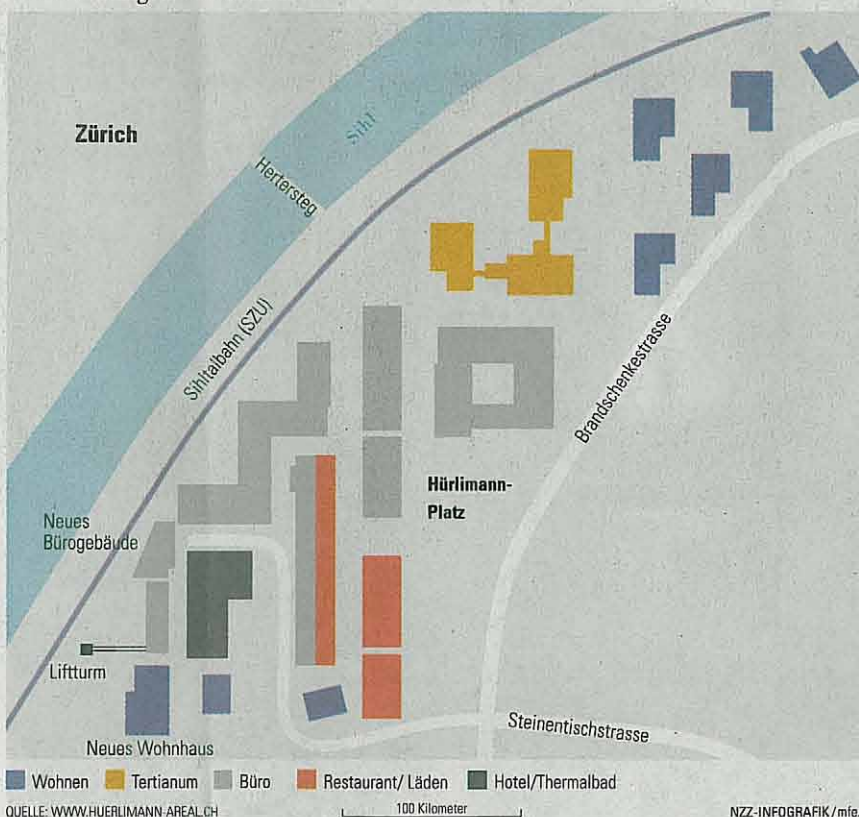 Zürich
Sihl
Hertersteg
Sihltalbahn (SZU)
Brandschenkestrasse
Hürlimann-
Platz
Neues
Bürogebäude
Liftturm
Neues Wohnhaus
Steinentischstrasse
Wohnen
Tertianum
Büro
Restaurant/ Läden
Hotel/Thermalbad
QUELLE: WWW.HUERLIMANN-AREAL.CH
100 Kilometer
NZZ-INFOGRAFIK/mfe.